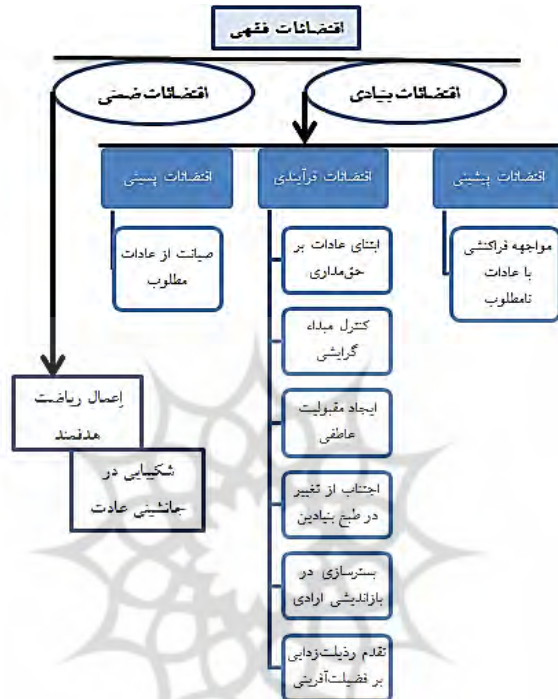 اقتضائات فقهی
اقتضائات بنیادی
اقتضائات ضمنی
اقتضائات پیشینی
اقتضائات فرآیندی
اقتضائات پسینی
مواجهه فراکنشی
با عادات
نامطلوب
ابتنای عادات بر
حق‌مداری
کنترل مبداء
گرایشی
ایجاد مقبولیت
عاطفی
اجتناب از تغییر
در طبع بنیادین
بسترسازی در
بازاندیشی ارادی
تقدم رذیلت‌زدایی
بر فضیلت‌آفرینی
صیانت از عادات
مطلوب
إعمال ریاضت
هدفمند
شکیبایی در
جانشینی عادت